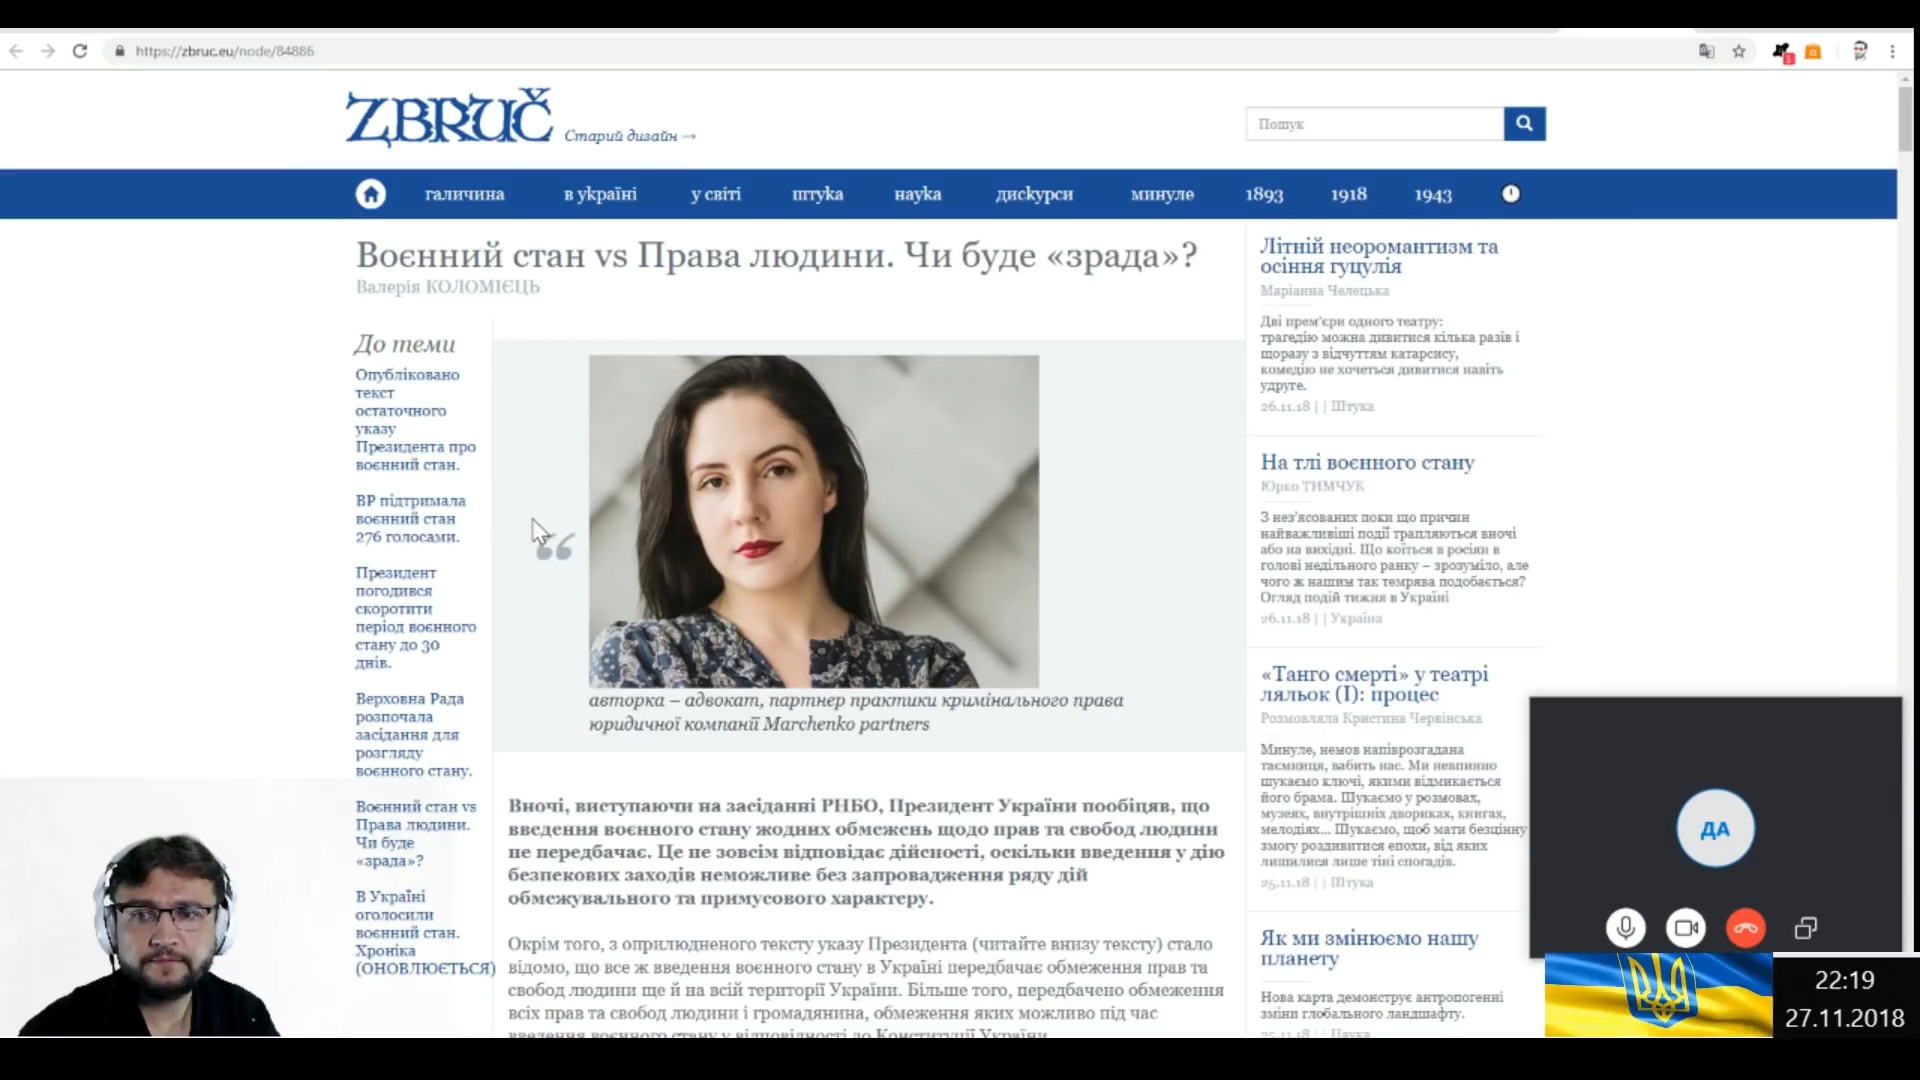 https://zbruc.eu/node/84886
ZBRUČ
Старий дизайн →
Пошук
галичина
в україні
у світі
штука
наука
дискурси
минуле
1893
1918
1943
Воєнний стан vs Права людини. Чи буде «зрада»?
Валерія КОЛОМІЄЦЬ
До теми
Опубліковано
текст
остаточного
указу
Президента про
воєнний стан.
ВР підтримала
воєнний стан
276 голосами.
Президент
погодився
скоротити
період воєнного
стану до 30
днів.
Верховна Рада
розпочала
засідання для
розгляду
воєнного стану.
Воєнний стан vs
Права людини.
Чи буде
«зрада»?
В Україні
оголосили
воєнний стан.
Хроніка
(ОНОВЛЮЄТЬСЯ)
“
авторка – адвокат, партнер практики кримінального права
юридичної компанії Marchenko partners
Вночі, виступаючи на засіданні РНБО, Президент України пообіцяв, що
введення воєнного стану жодних обмежень щодо прав та свобод людини
не передбачає. Це не зовсім відповідає дійсності, оскільки введення у дію
безпекових заходів неможливе без запровадження ряду дій
обмежувального та примусового характеру.
Окрім того, з оприлюдненого тексту указу Президента (читайте внизу тексту) стало
відомо, що все ж введення воєнного стану в Україні передбачає обмеження прав та
свобод людини ще й на всій території України. Більше того, передбачено обмеження
всіх прав та свобод людини і громадянина, обмеження яких можливо під час
введення воєнного стану у відповідності до Конституції України.
Літній неоромантизм та
осіння гуцулія
Маріанна Челецька
Дві прем’єри одного театру:
трагедію можна дивитися кілька разів і
щоразу з відчуттям катарсису,
комедію не хочеться дивитися навіть
удруге.
26.11.18 | | Штука
На тлі воєнного стану
Юрко ТИМЧУК
З нез’ясованих поки що причин
найважливіші події трапляються вночі
або на вихідні. Що коїться в росіян в
голові недільного ранку – зрозуміло, але
чого ж нашим так темрява подобається?
Огляд подій тижня в Україні
26.11.18 | | Україна
«Танго смерті» у театрі
ляльок (I): процес
Розмовляла Кристина Червінська
Минуле, немов напіврозгадана
таємниця, вабить нас. Ми невпинно
шукаємо ключі, якими відмикається
його брама. Шукаємо у розмовах,
музеях, внутрішніх двориках, книгах,
мелодіях... Шукаємо, щоб мати безцінну
змогу роздивитися епохи, від яких
лишилися лише тіні спогадів.
25.11.18 | | Штука
Як ми змінюємо нашу
планету
Нова карта демонструє антропогенні
зміни глобального ландшафту.
25.11.18 | | Наука
ДА
22:19
27.11.2018